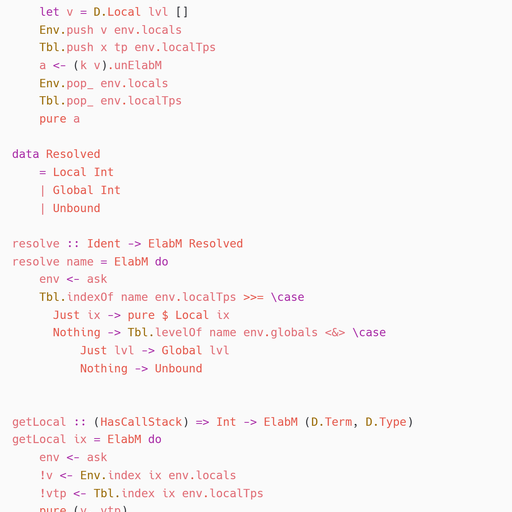 let v = D.Local lvl []
Env.push v env.locals
Tbl.push x tp env.localTps
a <- (k v).unElabM
Env.pop_ env.locals
Tbl.pop_ env.localTps
pure a
data Resolved
= Local Int
| Global Int
| Unbound
resolve :: Ident -> ElabM Resolved
resolve name = ElabM do
env <- ask
Tbl.indexOf name env.localTps >>= \case
Just ix -> pure $ Local ix
Nothing -> Tbl.levelOf name env.globals <&> \case
Just lvl -> Global lvl
Nothing -> Unbound
getLocal :: (HasCallStack) => Int -> ElabM (D.Term, D.Type)
getLocal ix = ElabM do
env <- ask
!v <- Env.index ix env.locals
!vtp <- Tbl.index ix env.localTps
pure (v, vtp)